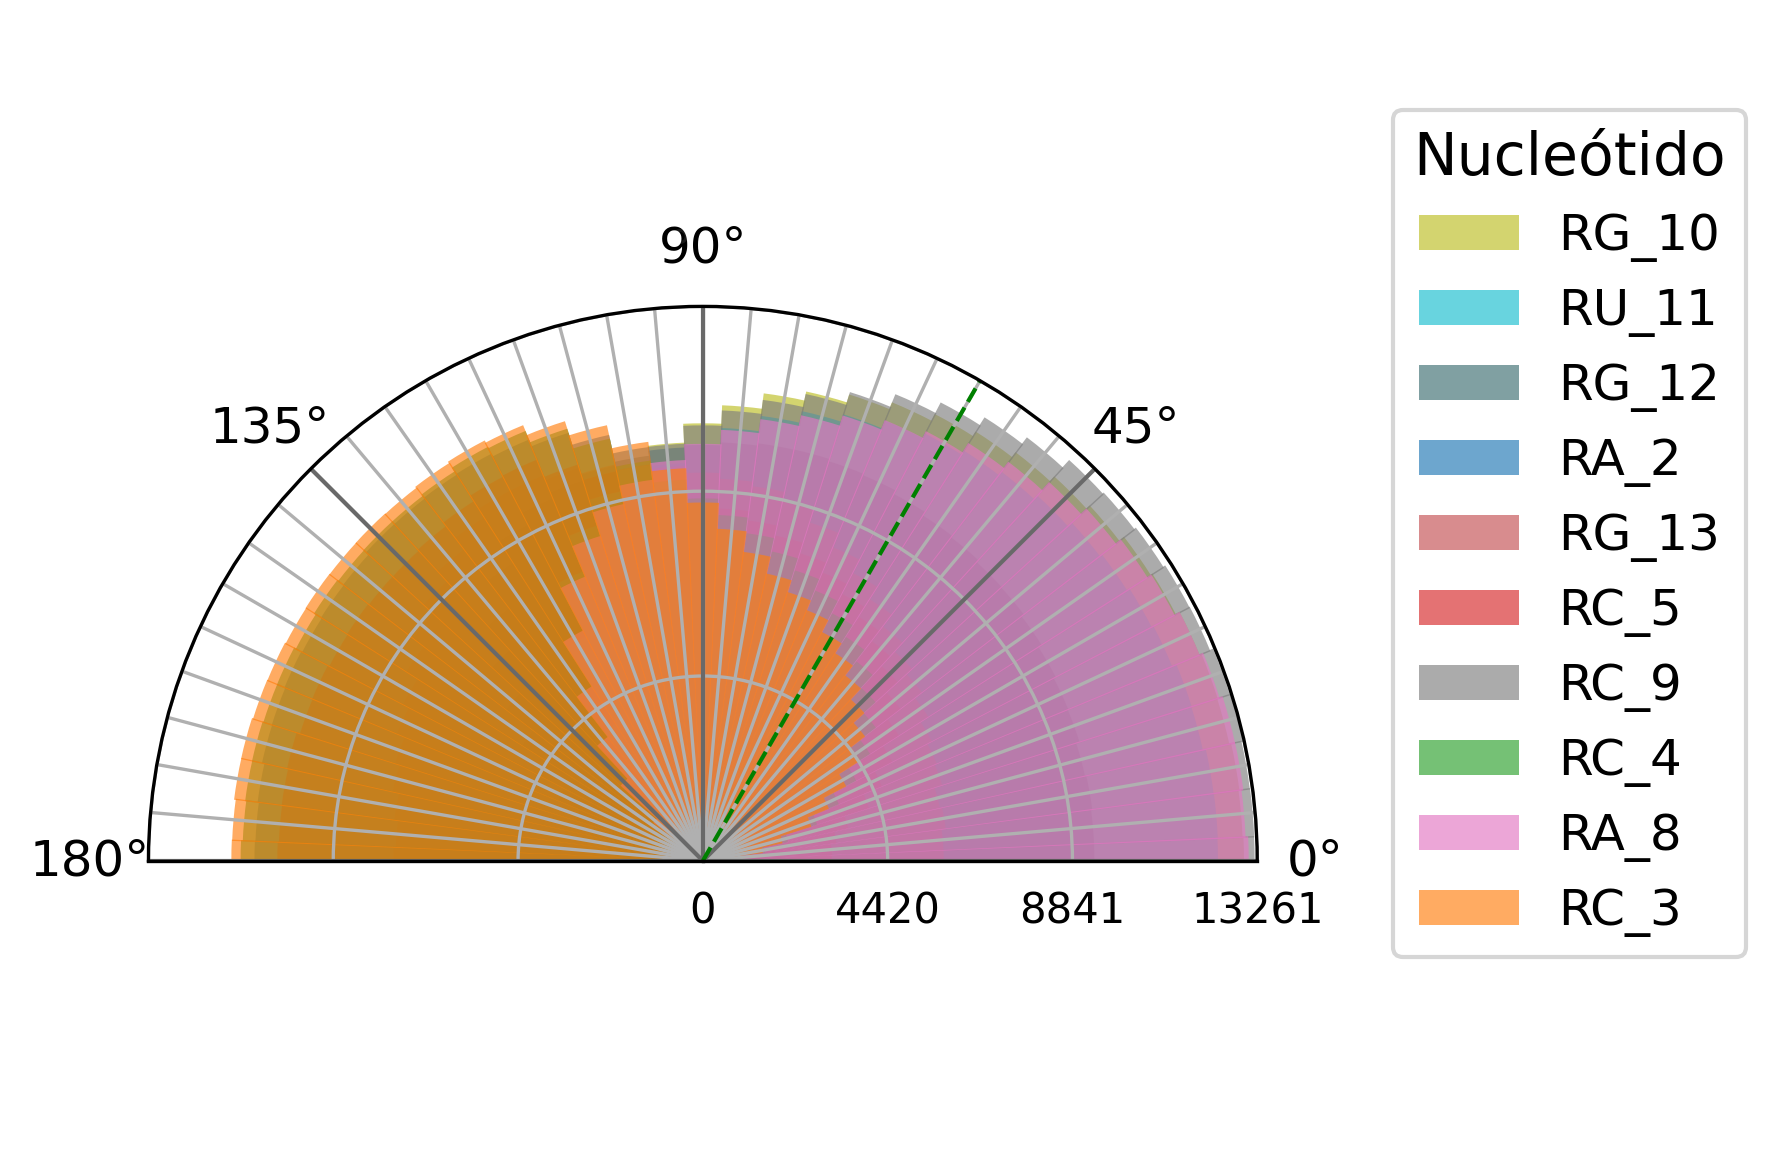 90°
135°
45°
180°
0°
0
4420
8841
13261
Nucleótido
RG_10
RU_11
RG_12
RA_2
RG_13
RC_5
RC_9
RC_4
RA_8
RC_3